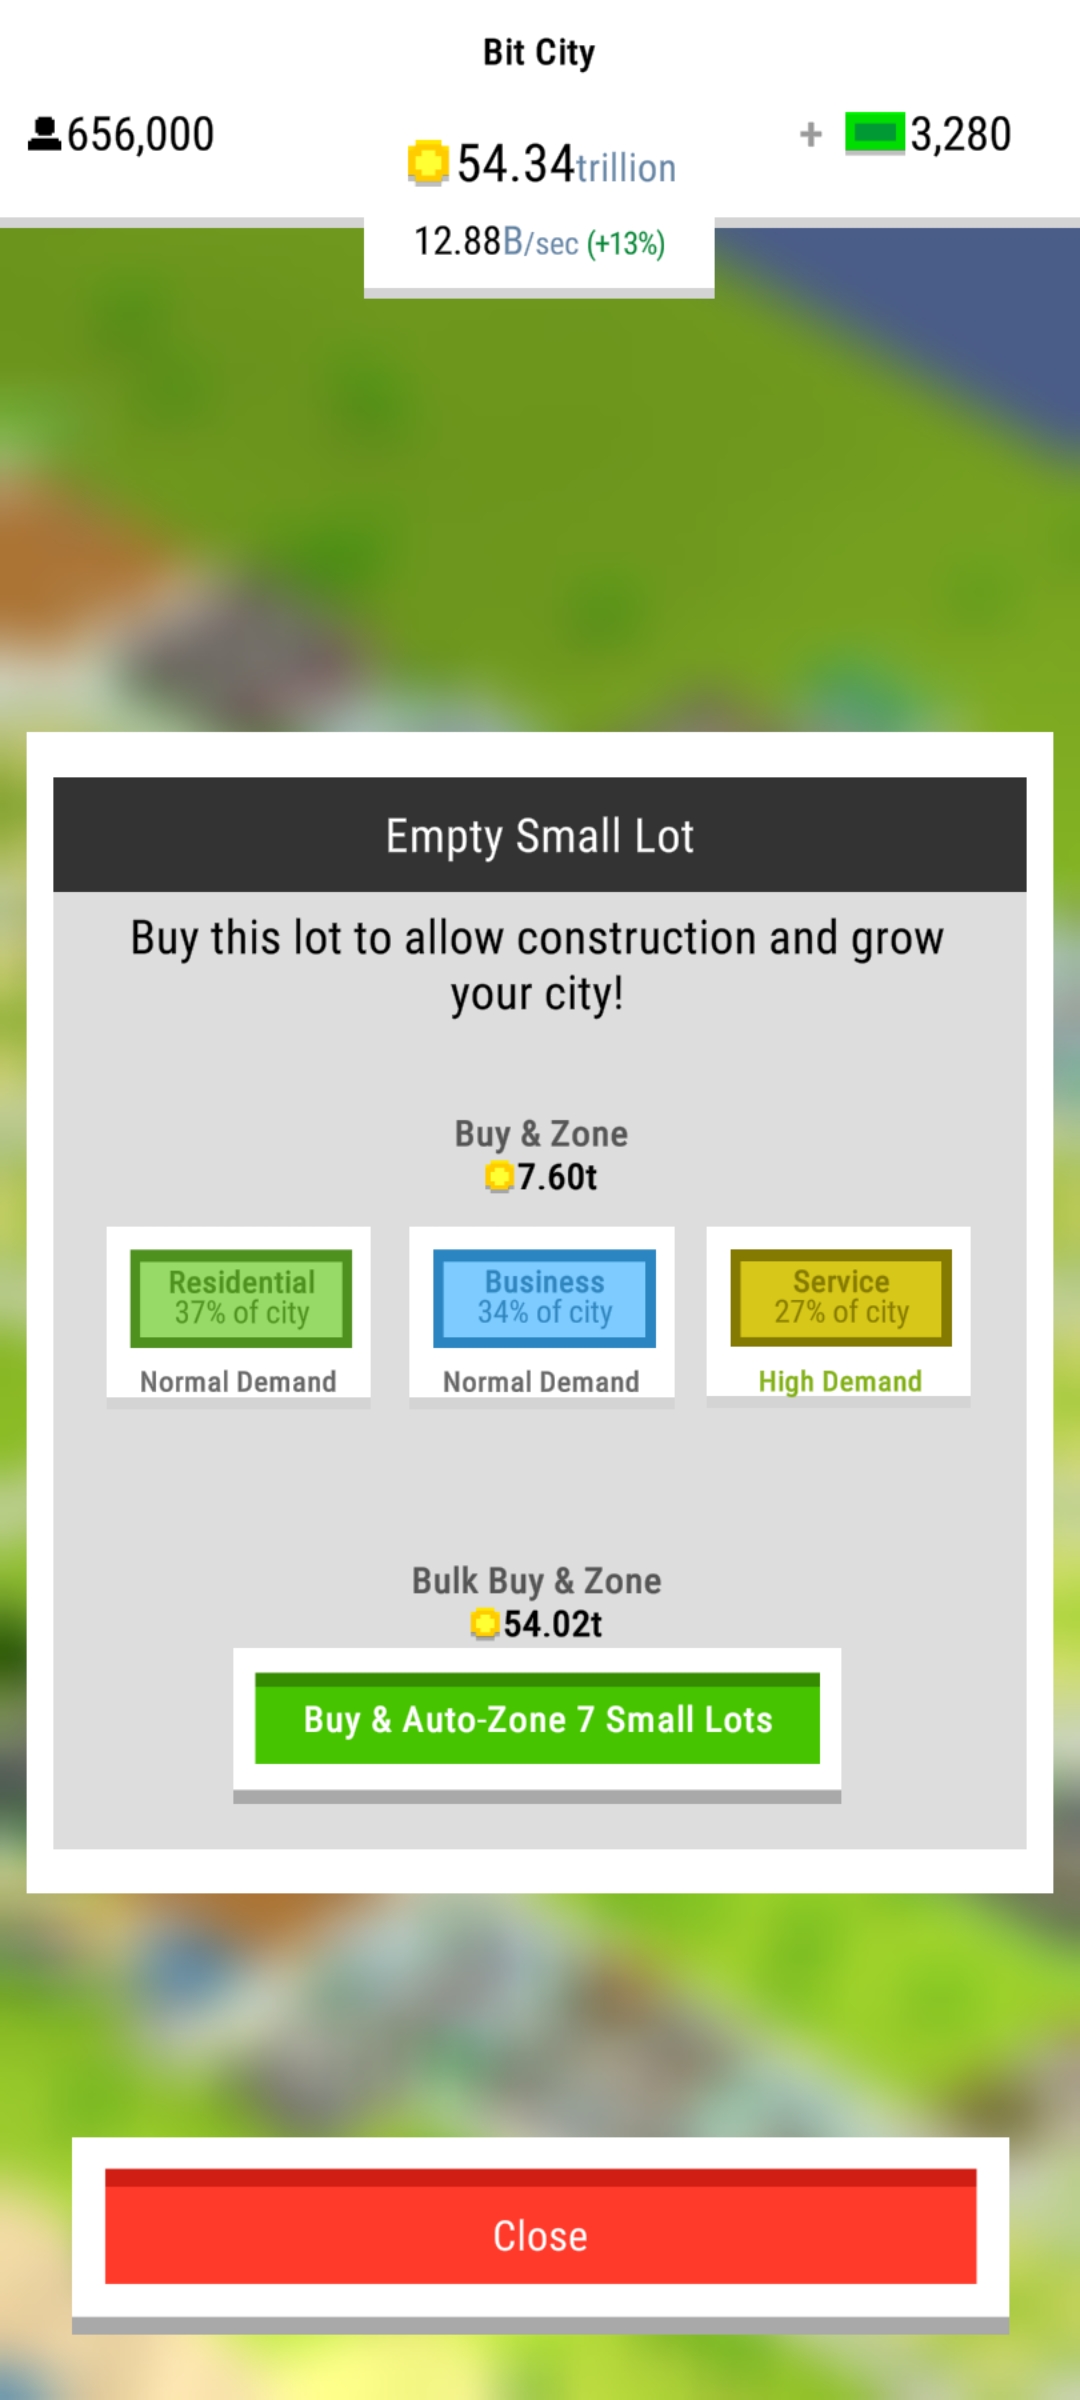 Bit City
656,000
54.34trillion
+ 3,280
12.88B/sec (+13%)
Empty Small Lot
Buy this lot to allow construction and grow
your city!
Buy & Zone
7.60t
Residential
37% of city
Normal Demand
Business
34% of city
Normal Demand
Service
27% of city
High Demand
Bulk Buy & Zone
54.02t
Buy & Auto-Zone 7 Small Lots
Close